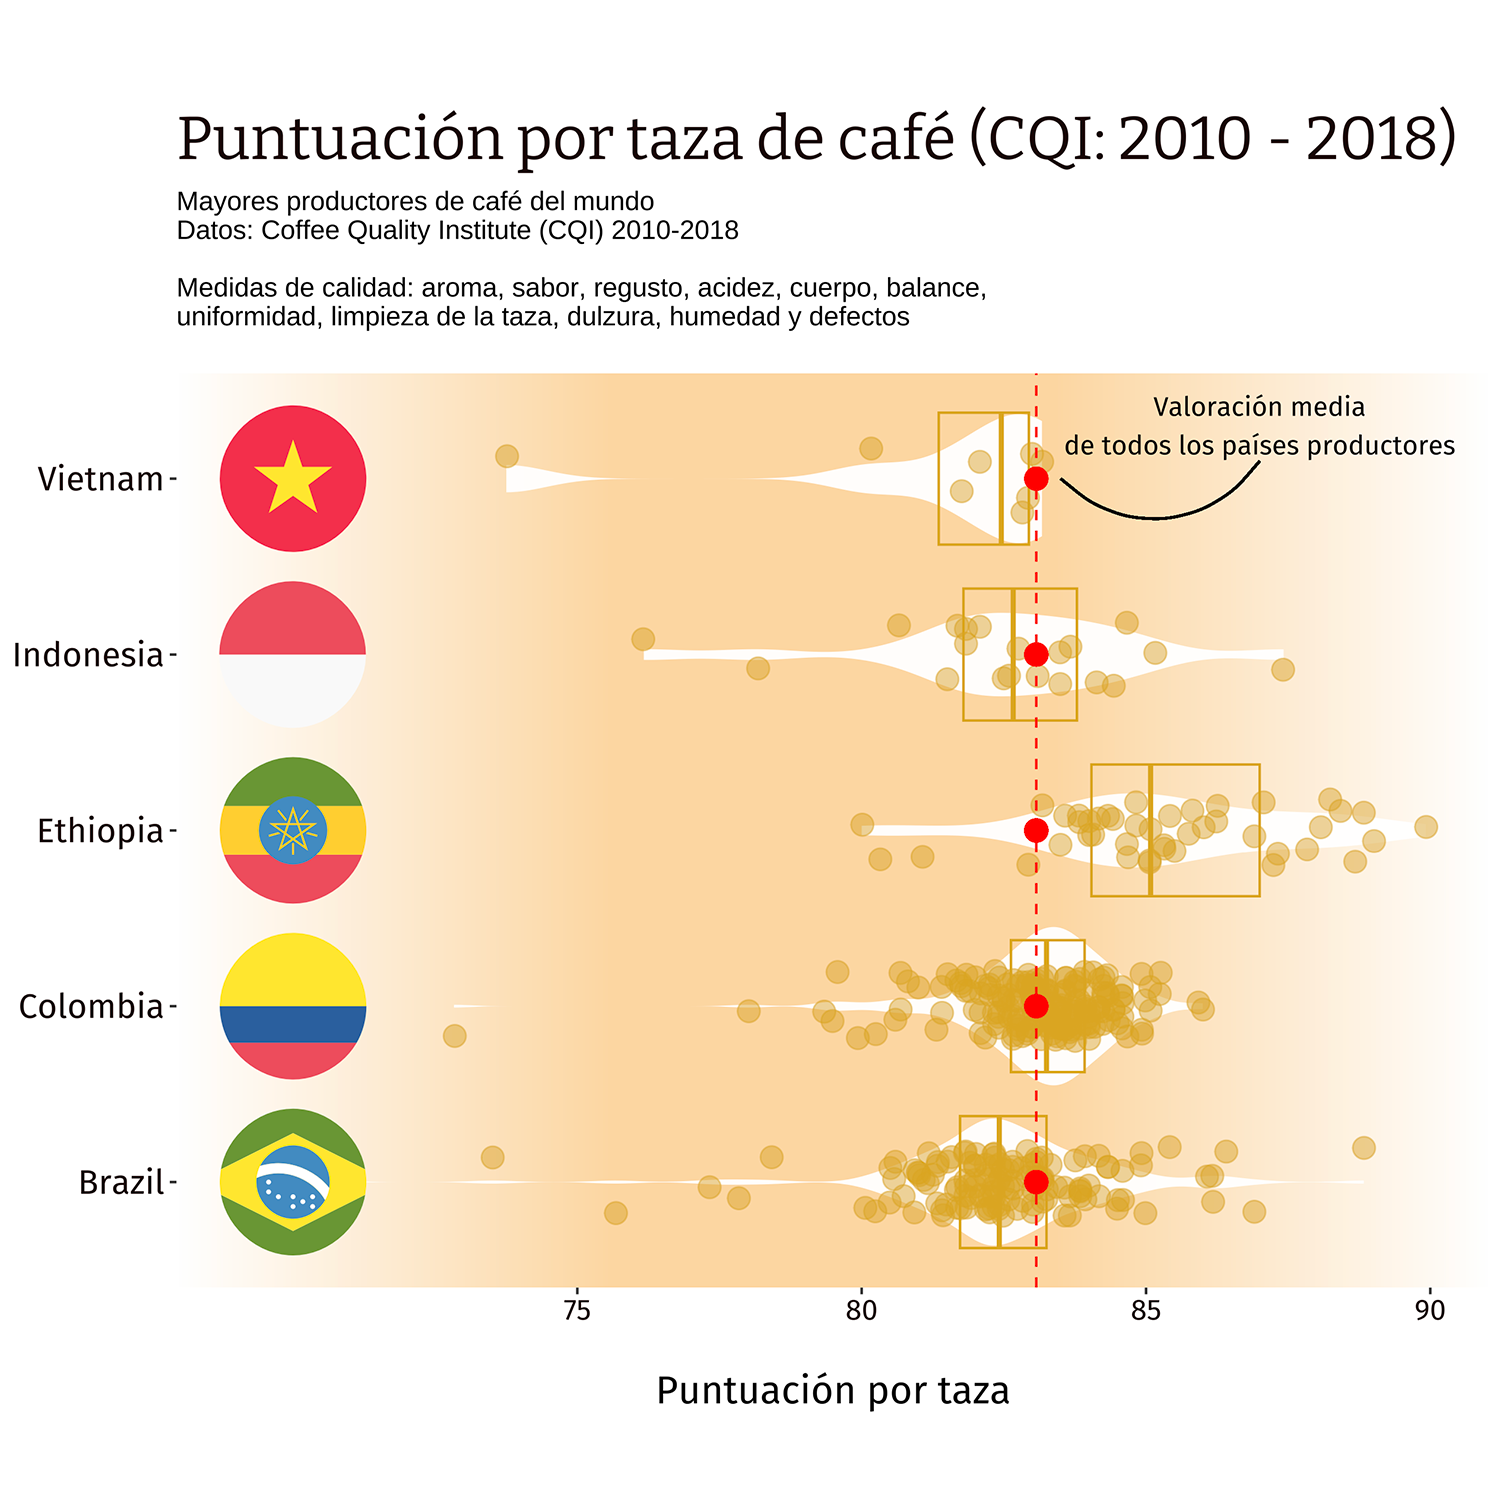 Puntuación por taza de café (CQI: 2010 - 2018)
Mayores productores de café del mundo
Datos: Coffee Quality Institute (CQI) 2010-2018
Medidas de calidad: aroma, sabor, regusto, acidez, cuerpo, balance,
uniformidad, limpieza de la taza, dulzura, humedad y defectos
Valoración media
de todos los países productores
Vietnam
Indonesia
Ethiopia
Colombia
Brazil
75
80
85
90
Puntuación por taza